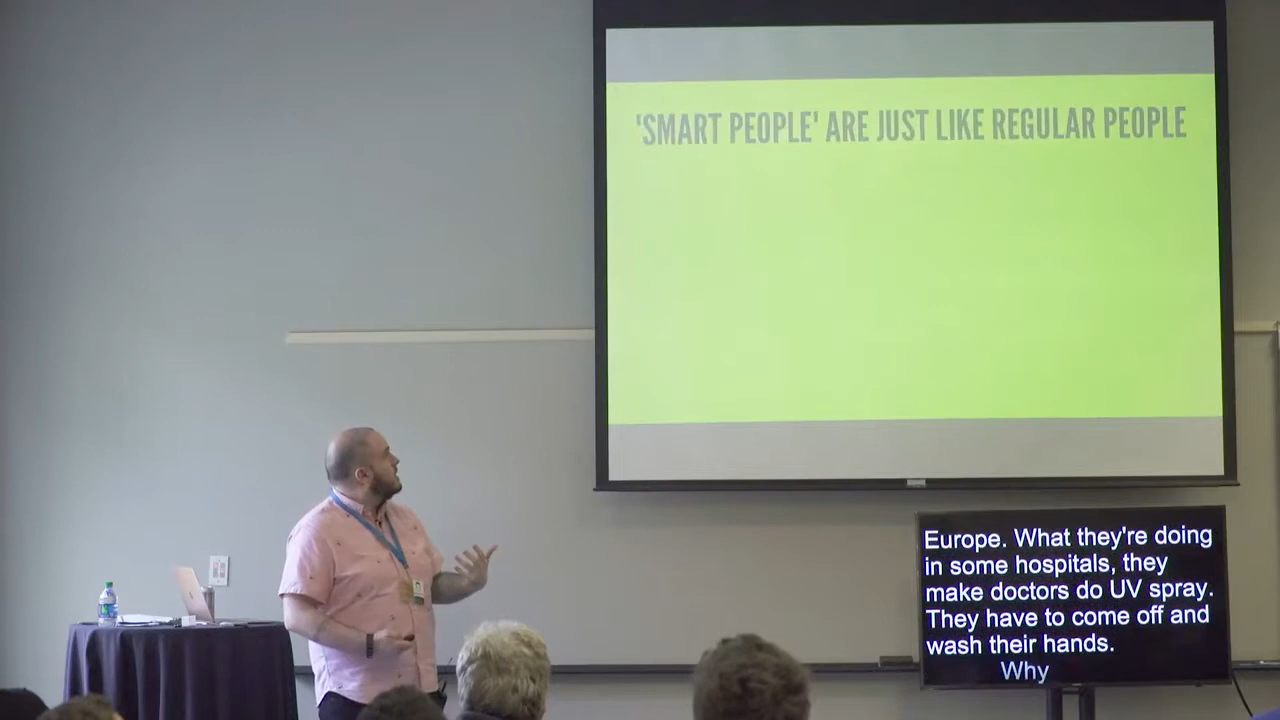 'SMART PEOPLE' ARE JUST LIKE REGULAR PEOPLE
Europe. What they're doing
in some hospitals, they
make doctors do UV spray.
They have to come off and
wash their hands.
Why